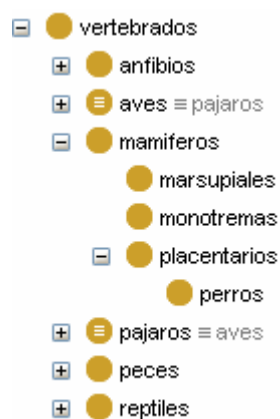 vertebrados
anfibios
aves ≡ pajaros
mamiferos
marsupiales
monotremas
placentarios
perros
pajaros ≡ aves
peces
reptiles